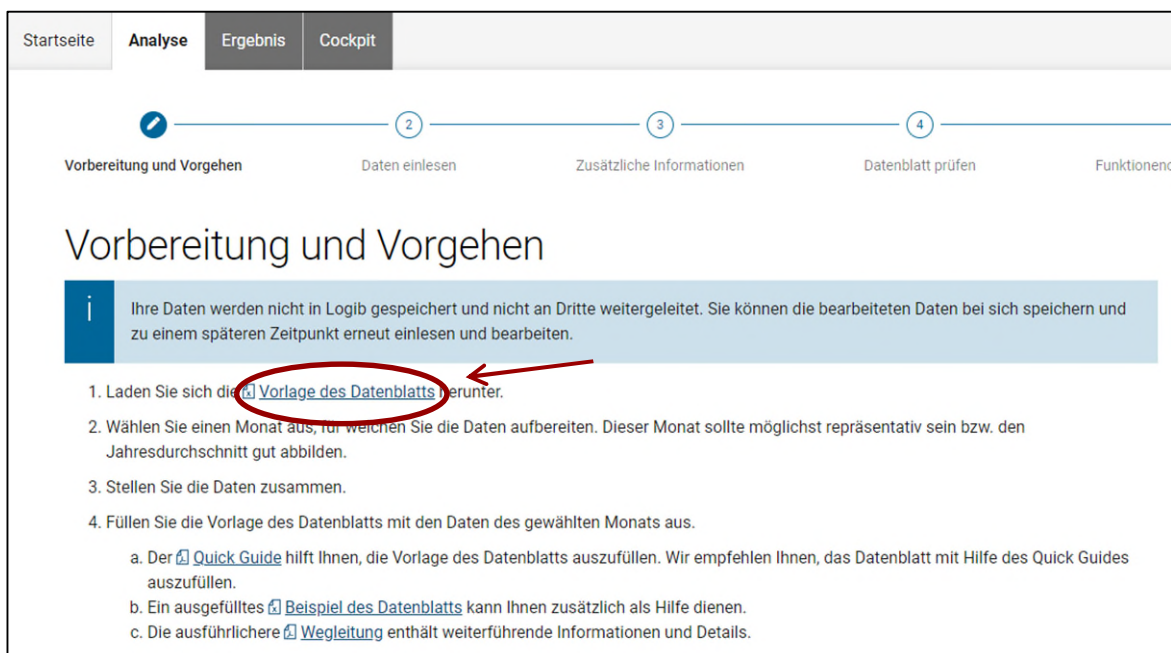 Startseite Analyse Ergebnis Cockpit
2 3 4
Vorbereitung und Vorgehen Daten einlesen Zusätzliche Informationen Datenblatt prüfen
Vorbereitung und Vorgehen
i
Ihre Daten werden nicht in Logib gespeichert und nicht an Dritte weitergeleitet. Sie können die bearbeiteten Daten bei sich speichern und
zu einem späteren Zeitpunkt erneut einlesen und bearbeiten.
1. Laden Sie sich die Vorlage des Datenblatts herunter.
2. Wählen Sie einen Monat aus, für welchen Sie die Daten aufbereiten. Dieser Monat sollte möglichst repräsentativ sein bzw. den
Jahresdurchschnitt gut abbilden.
3. Stellen Sie die Daten zusammen.
4. Füllen Sie die Vorlage des Datenblatts mit den Daten des gewählten Monats aus.
a. Der Quick Guide hilft Ihnen, die Vorlage des Datenblatts auszufüllen. Wir empfehlen Ihnen, das Datenblatt mit Hilfe des Quick Guides
auszufüllen.
b. Ein ausgefülltes Beispiel des Datenblatts kann Ihnen zusätzlich als Hilfe dienen.
c. Die ausführlichere Wegleitung enthält weiterführende Informationen und Details.